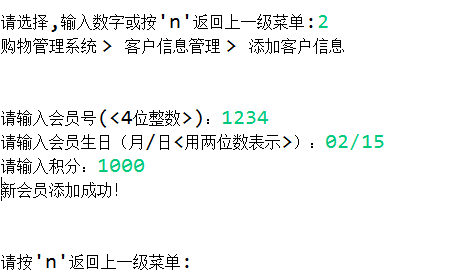 请选择,输入数字或按'n'返回上一级菜单:2
购物管理系统 > 客户信息管理 > 添加客户信息
请输入会员号(<4位整数>): 1234
请输入会员生日（月/日<用两位数表示>）: 02/15
请输入积分: 1000
新会员添加成功!
请按'n'返回上一级菜单: